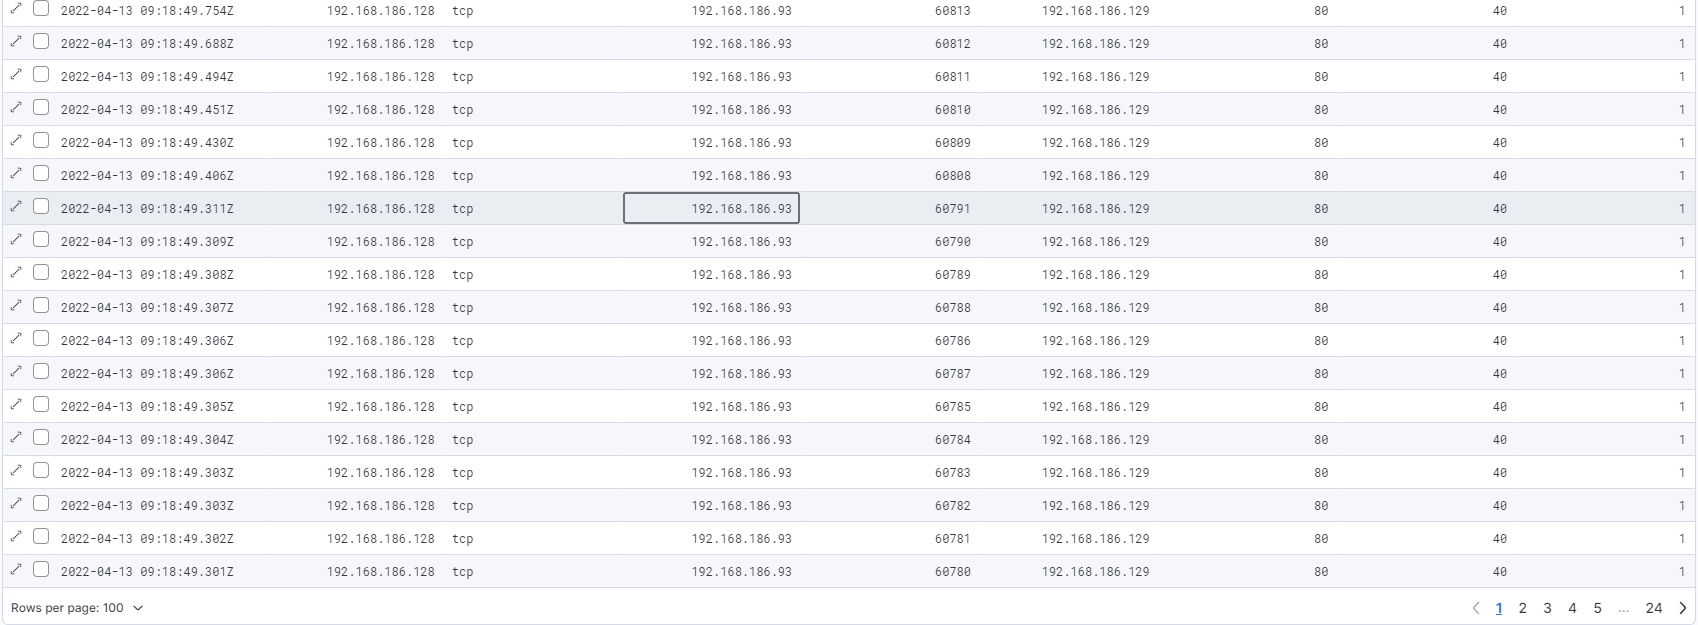 2022-04-13 09:18:49.754Z 192.168.186.128 tcp 192.168.186.93 60813 192.168.186.129 80 40 1
2022-04-13 09:18:49.688Z 192.168.186.128 tcp 192.168.186.93 60812 192.168.186.129 80 40 1
2022-04-13 09:18:49.494Z 192.168.186.128 tcp 192.168.186.93 60811 192.168.186.129 80 40 1
2022-04-13 09:18:49.451Z 192.168.186.128 tcp 192.168.186.93 60810 192.168.186.129 80 40 1
2022-04-13 09:18:49.430Z 192.168.186.128 tcp 192.168.186.93 60809 192.168.186.129 80 40 1
2022-04-13 09:18:49.406Z 192.168.186.128 tcp 192.168.186.93 60808 192.168.186.129 80 40 1
2022-04-13 09:18:49.311Z 192.168.186.128 tcp 192.168.186.93 60791 192.168.186.129 80 40 1
2022-04-13 09:18:49.309Z 192.168.186.128 tcp 192.168.186.93 60790 192.168.186.129 80 40 1
2022-04-13 09:18:49.308Z 192.168.186.128 tcp 192.168.186.93 60789 192.168.186.129 80 40 1
2022-04-13 09:18:49.307Z 192.168.186.128 tcp 192.168.186.93 60788 192.168.186.129 80 40 1
2022-04-13 09:18:49.306Z 192.168.186.128 tcp 192.168.186.93 60786 192.168.186.129 80 40 1
2022-04-13 09:18:49.306Z 192.168.186.128 tcp 192.168.186.93 60787 192.168.186.129 80 40 1
2022-04-13 09:18:49.305Z 192.168.186.128 tcp 192.168.186.93 60785 192.168.186.129 80 40 1
2022-04-13 09:18:49.304Z 192.168.186.128 tcp 192.168.186.93 60784 192.168.186.129 80 40 1
2022-04-13 09:18:49.303Z 192.168.186.128 tcp 192.168.186.93 60783 192.168.186.129 80 40 1
2022-04-13 09:18:49.303Z 192.168.186.128 tcp 192.168.186.93 60782 192.168.186.129 80 40 1
2022-04-13 09:18:49.302Z 192.168.186.128 tcp 192.168.186.93 60781 192.168.186.129 80 40 1
2022-04-13 09:18:49.301Z 192.168.186.128 tcp 192.168.186.93 60780 192.168.186.129 80 40 1
Rows per page: 100 1 2 3 4 5 ... 24